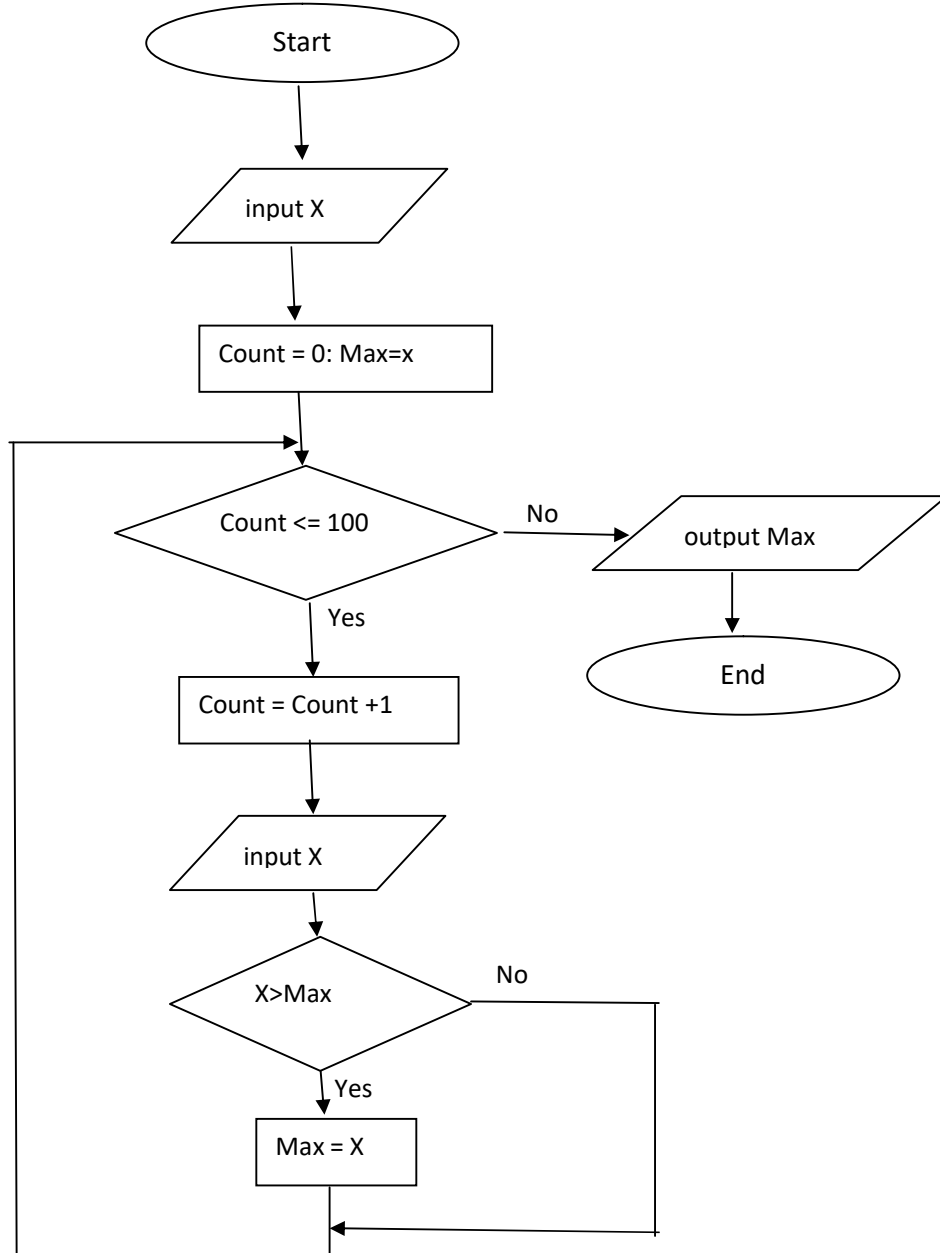 Start
input X
Count = 0: Max=x
Count <= 100
No
output Max
Yes
End
Count = Count +1
input X
X>Max
No
Yes
Max = X